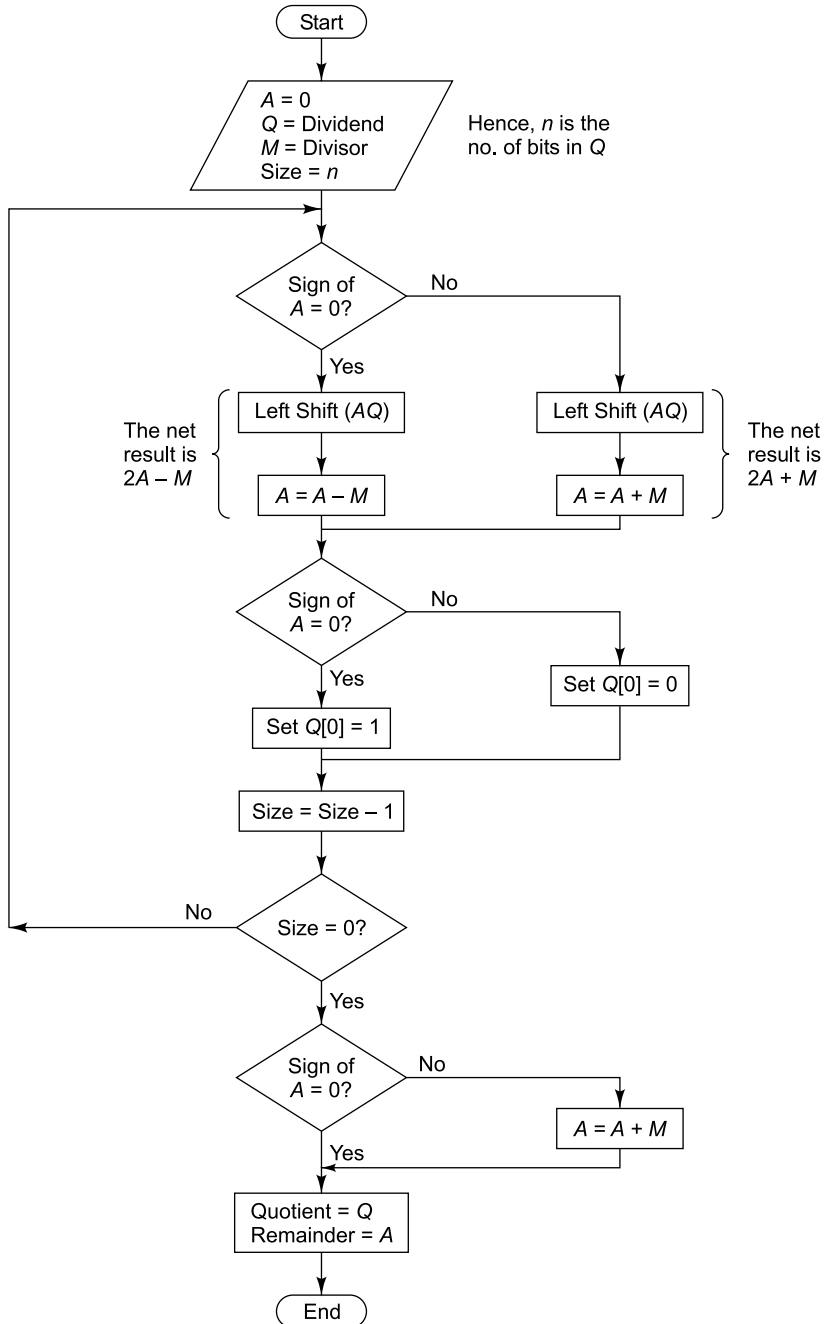 Start
A = 0
Q = Dividend
M = Divisor
Size = n
Hence, n is the
no. of bits in Q
Sign of
A = 0?
No
Yes
Left Shift (AQ)
Left Shift (AQ)
The net
result is
2A – M
The net
result is
2A + M
A = A – M
A = A + M
Sign of
A = 0?
No
Yes
Set Q[0] = 0
Set Q[0] = 1
Size = Size – 1
No
Size = 0?
Yes
Sign of
A = 0?
No
A = A + M
Yes
Quotient = Q
Remainder = A
End